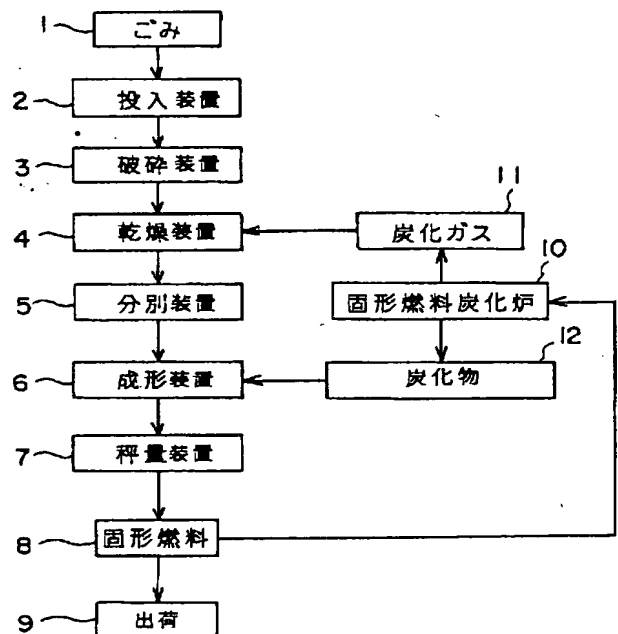 1 ごみ
2 投入装置
3 破砕装置
4 乾燥装置
11
炭化ガス
5 分別装置
10
固形燃料炭化炉
6 成形装置
12
炭化物
7 秤量装置
8 固形燃料
9 出荷